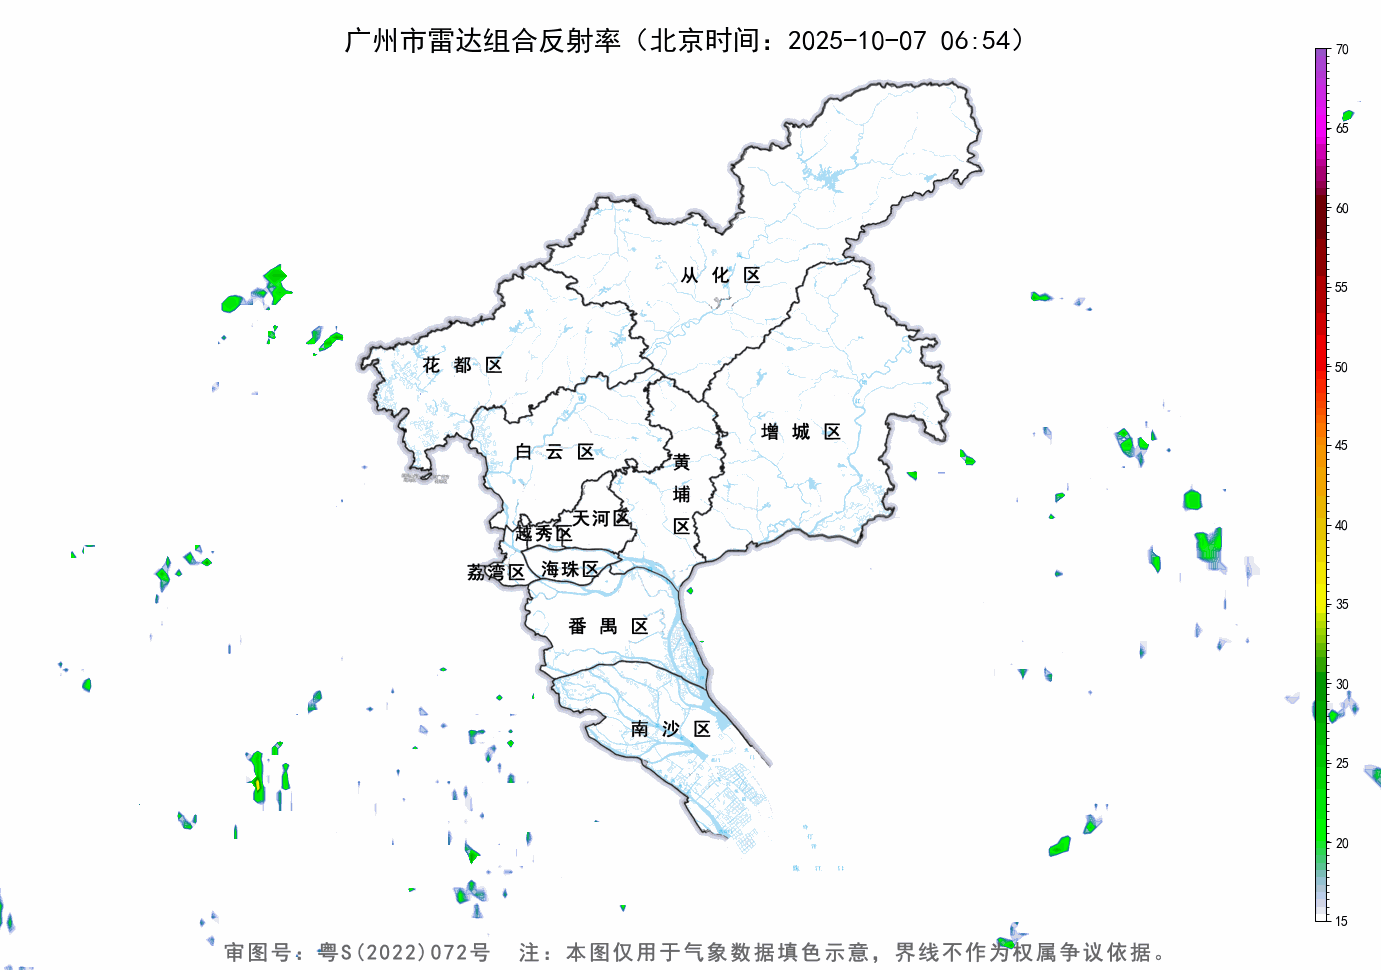 广州市雷达组合反射率（北京时间：2025-10-07 06:54）
70
65
60
55
50
45
40
35
30
25
20
15
从化区
花都区
增城区
白云区
黄埔区
天河区
越秀区
荔湾区
海珠区
番禺区
南沙区
审图号：粤S(2022)072号 注：本图仅用于气象数据填色示意，界线不作为权属争议依据。